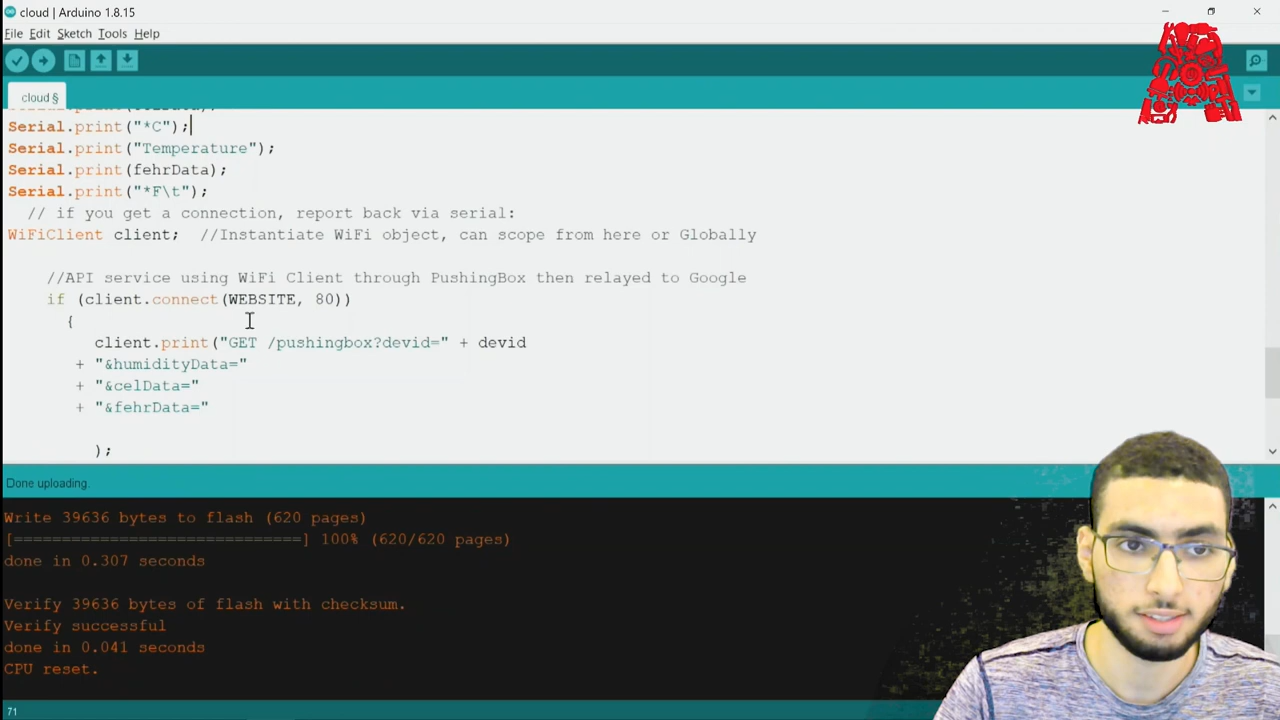 cloud | Arduino 1.8.15
File Edit Sketch Tools Help
cloud §
Serial.print("*C");
Serial.print("Temperature");
Serial.print(fehrData);
Serial.print("*F\t");
// if you get a connection, report back via serial:
WiFiClient client; //Instantiate WiFi object, can scope from here or Globally
//API service using WiFi Client through PushingBox then relayed to Google
if (client.connect(WEBSITE, 80))
{
client.print("GET /pushingbox?devid=" + devid
+ "&humidityData="
+ "&celData="
+ "&fehrData="
);
Done uploading.
Write 39636 bytes to flash (620 pages)
[==============================] 100% (620/620 pages)
done in 0.307 seconds
Verify 39636 bytes of flash with checksum.
Verify successful
done in 0.041 seconds
CPU reset.
71